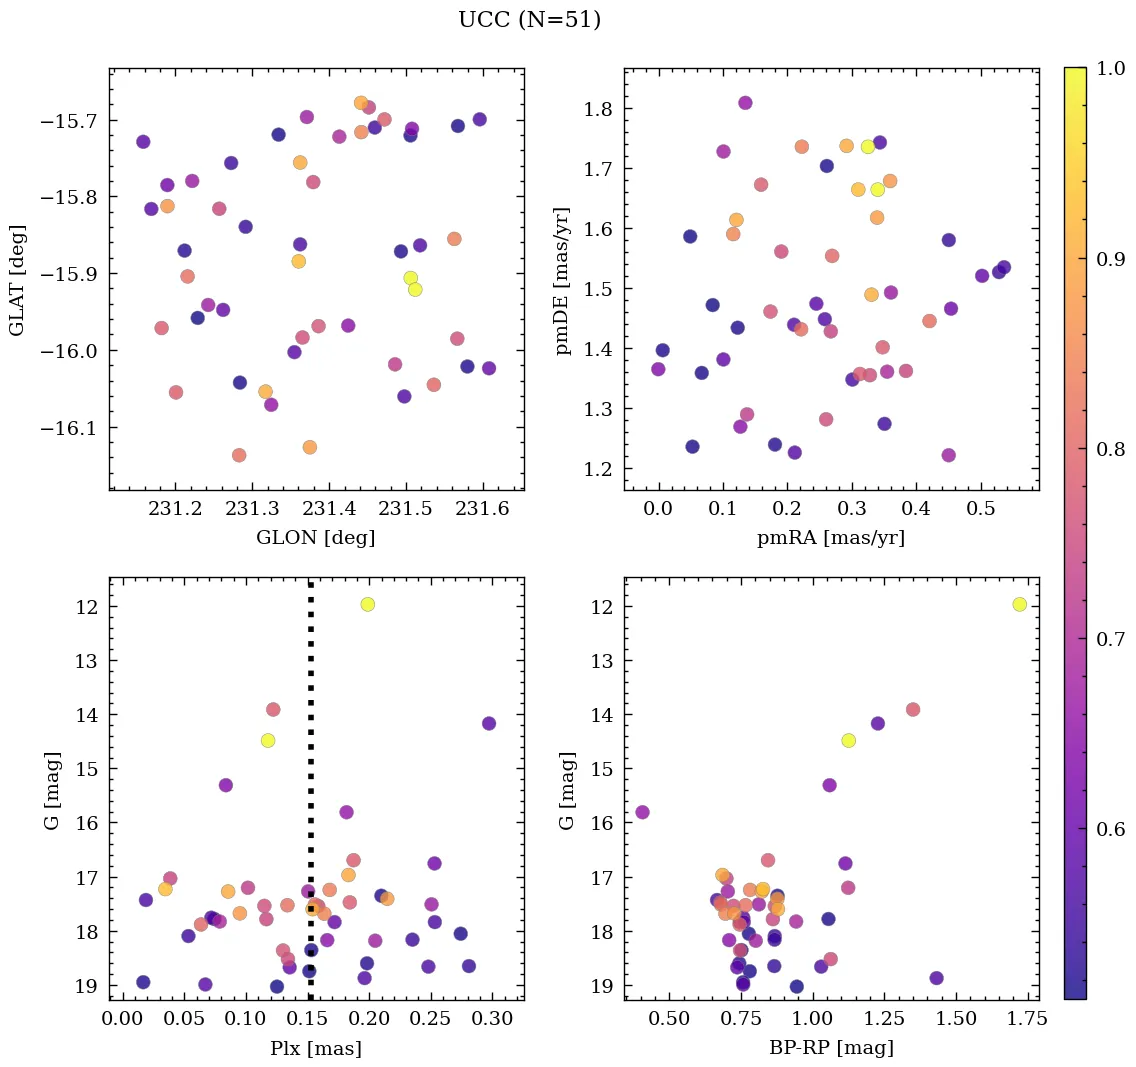 UCC (N=51)
−15.7
−15.8
−15.9
−16.0
−16.1
GLAT [deg]
231.2 231.3 231.4 231.5 231.6
GLON [deg]
1.8
1.7
1.6
1.5
1.4
1.3
1.2
pmDE [mas/yr]
0.0 0.1 0.2 0.3 0.4 0.5
pmRA [mas/yr]
12
13
14
15
16
17
18
19
G [mag]
0.00 0.05 0.10 0.15 0.20 0.25 0.30
Plx [mas]
12
13
14
15
16
17
18
19
G [mag]
0.50 0.75 1.00 1.25 1.50 1.75
BP-RP [mag]
1.0
0.9
0.8
0.7
0.6